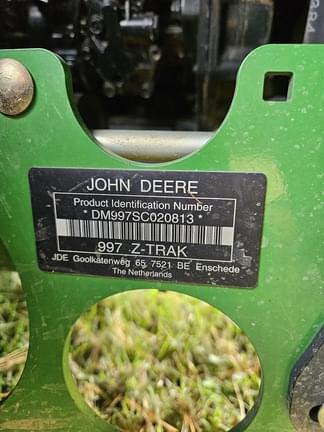 JOHN DEERE
Product Identification Number
* DM997SC020813 *
997 Z-TRAK
JDE Goolkatenweg 65 7521 BE Enschede
The Netherlands